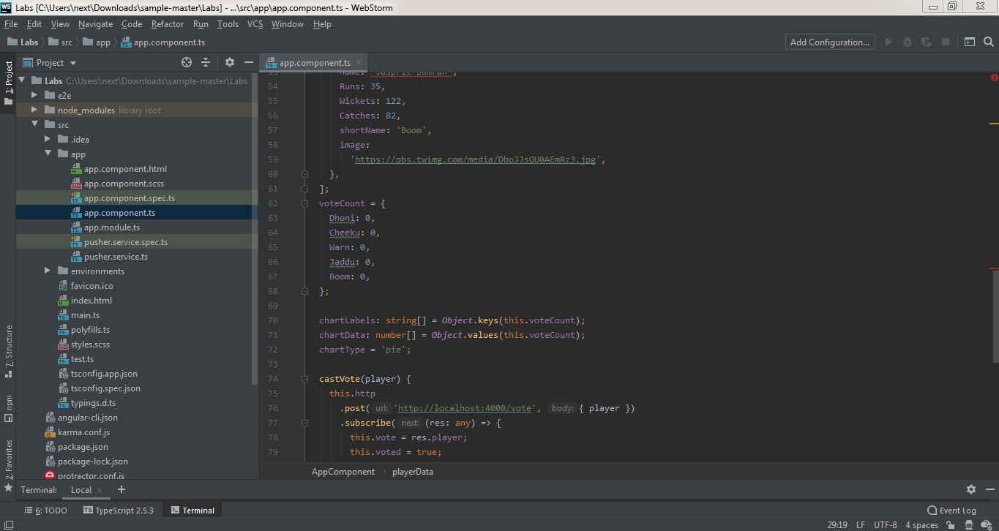 Labs [C:\Users\next\Downloads\sample-master\Labs] - ...\src\app\app.component.ts - WebStorm
File Edit View Navigate Code Refactor Run Tools VCS Window Help
Labs src app app.component.ts Add Configuration...
1: Project
Project
app.component.ts
Labs C:\Users\next\Downloads\sample-master\Labs
e2e
node_modules library root
src
.idea
app
app.component.html
app.component.scss
app.component.spec.ts
app.component.ts
app.module.ts
pusher.service.spec.ts
pusher.service.ts
environments
favicon.ico
index.html
main.ts
polyfills.ts
styles.scss
test.ts
tsconfig.app.json
tsconfig.spec.json
typings.d.ts
angular-cli.json
karma.conf.js
package.json
package-lock.json
protractor.conf.js
7: Structure
npm
2: Favorites
54 Runs: 35,
55 Wickets: 122,
56 Catches: 82,
57 shortName: 'Boom',
58 image:
59 'https://pbs.twimg.com/media/DboJJsQU0AEmRz3.jpg',
60 },
61 ];
62 voteCount = {
63 Dhoni: 0,
64 Cheeku: 0,
65 Warn: 0,
66 Jaddu: 0,
67 Boom: 0,
68 };
69
70 chartLabels: string[] = Object.keys(this.voteCount);
71 chartData: number[] = Object.values(this.voteCount);
72 chartType = 'pie';
73
74 castVote(player) {
75 this.http
76 .post( url: 'http://localhost:4000/vote', body: { player })
77 .subscribe( next: (res: any) => {
78 this.vote = res.player;
79 this.voted = true;
AppComponent playerData
Terminal: Local +
6: TODO TypeScript 2.5.3 Terminal Event Log
29:19 LF UTF-8 4 spaces